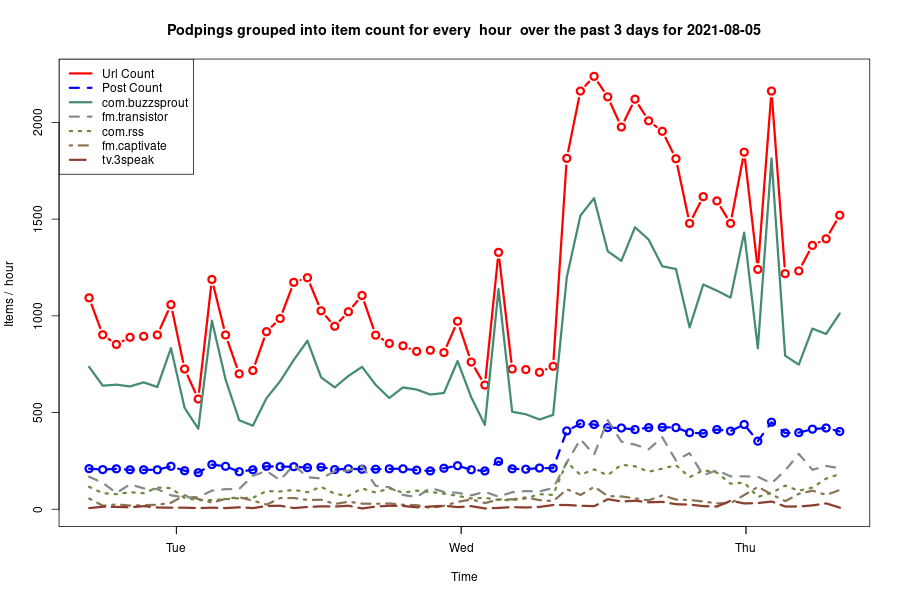 Podpings grouped into item count for every  hour  over the past 3 days for 2021-08-05
Url Count
Post Count
com.buzzsprout
fm.transistor
com.rss
fm.captivate
tv.3speak
Items /  hour
2000
1500
1000
500
0
Tue Wed Thu
Time